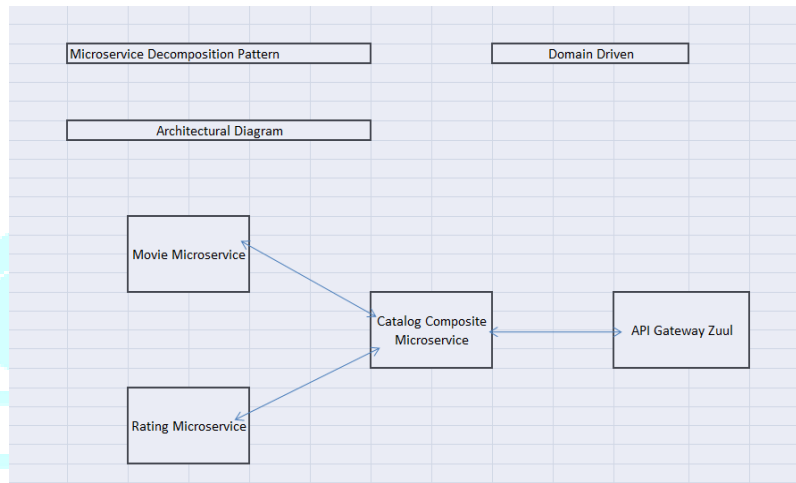 Microservice Decomposition Pattern
Domain Driven
Architectural Diagram
Movie Microservice
Catalog Composite
Microservice
API Gateway Zuul
Rating Microservice